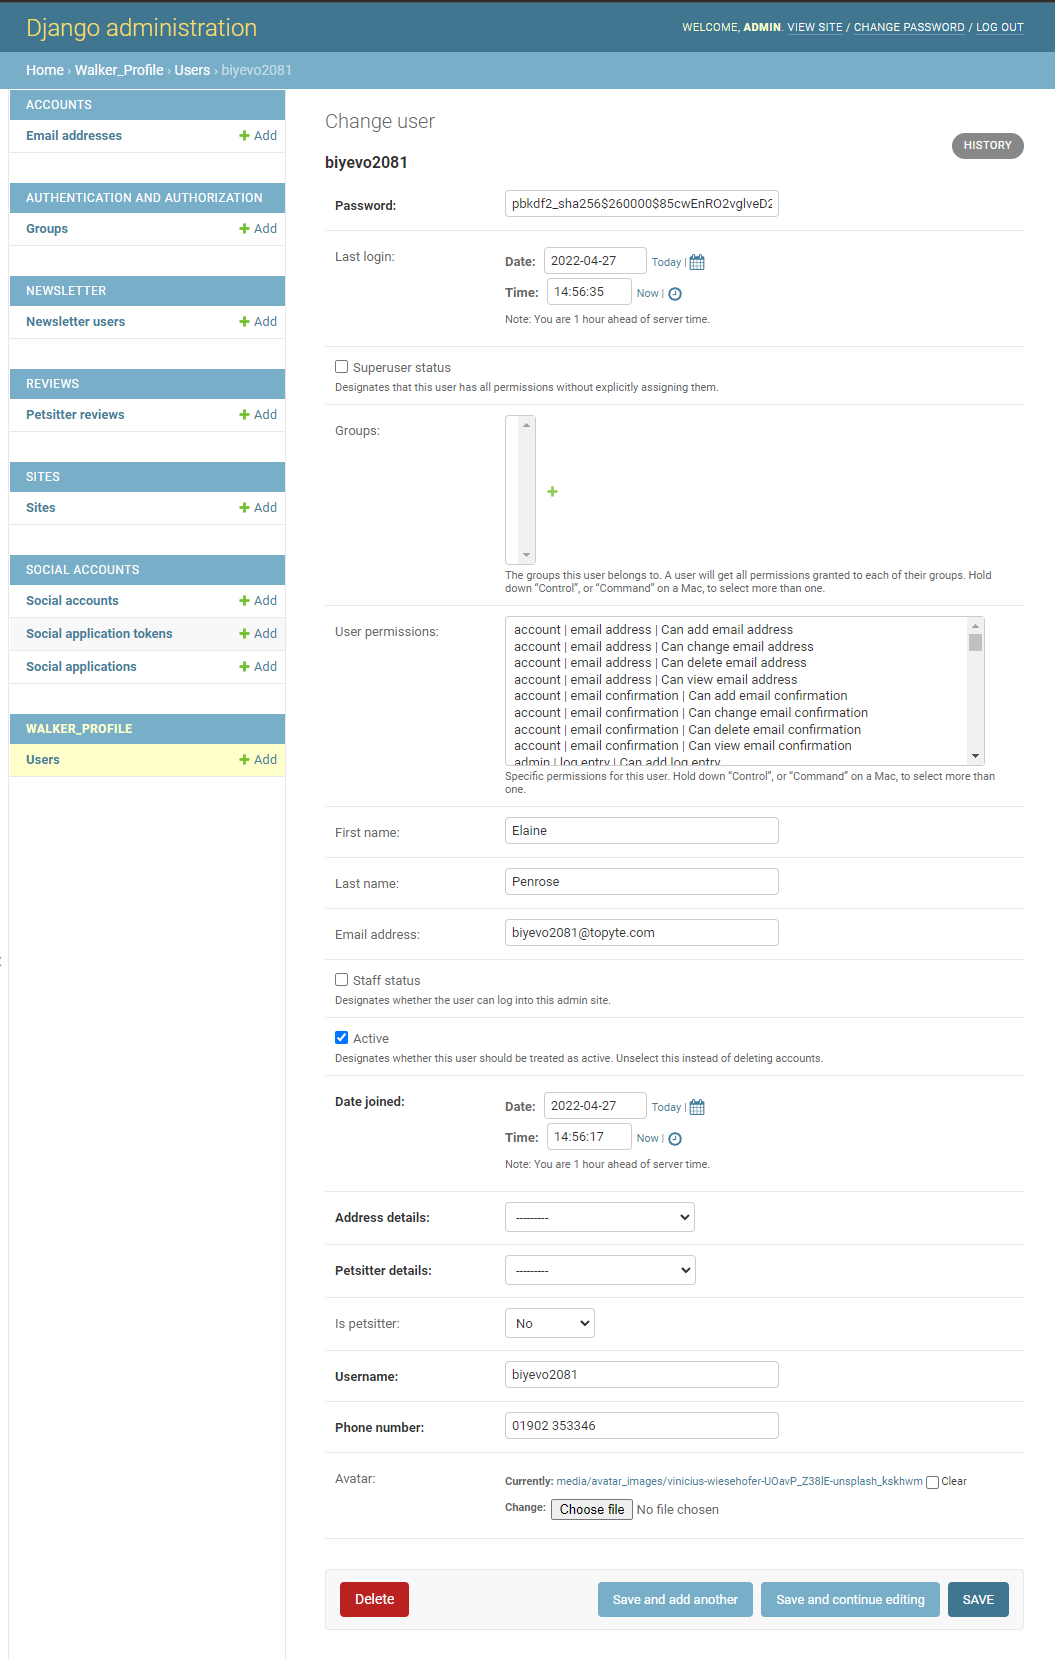 Django administration
WELCOME, ADMIN. VIEW SITE / CHANGE PASSWORD / LOG OUT
Home › Walker_Profile › Users › biyevo2081
ACCOUNTS
Email addresses + Add
AUTHENTICATION AND AUTHORIZATION
Groups + Add
NEWSLETTER
Newsletter users + Add
REVIEWS
Petsitter reviews + Add
SITES
Sites + Add
SOCIAL ACCOUNTS
Social accounts + Add
Social application tokens + Add
Social applications + Add
WALKER_PROFILE
Users + Add
Change user
HISTORY
biyevo2081
Password: pbkdf2_sha256$260000$85cwEnRO2vglveD2
Last login: Date: 2022-04-27 Today |
Time: 14:56:35 Now |
Note: You are 1 hour ahead of server time.
Superuser status
Designates that this user has all permissions without explicitly assigning them.
Groups:
The groups this user belongs to. A user will get all permissions granted to each of their groups. Hold
down “Control”, or “Command” on a Mac, to select more than one.
User permissions: account | email address | Can add email address
account | email address | Can change email address
account | email address | Can delete email address
account | email address | Can view email address
account | email confirmation | Can add email confirmation
account | email confirmation | Can change email confirmation
account | email confirmation | Can delete email confirmation
account | email confirmation | Can view email confirmation
admin | log entry | Can add log entry
Specific permissions for this user. Hold down “Control”, or “Command” on a Mac, to select more than
one.
First name: Elaine
Last name: Penrose
Email address: biyevo2081@topyte.com
Staff status
Designates whether the user can log into this admin site.
Active
Designates whether this user should be treated as active. Unselect this instead of deleting accounts.
Date joined: Date: 2022-04-27 Today |
Time: 14:56:17 Now |
Note: You are 1 hour ahead of server time.
Address details: ---------
Petsitter details: ---------
Is petsitter: No
Username: biyevo2081
Phone number: 01902 353346
Avatar: Currently: media/avatar_images/vinicius-wiesehofer-UOavP_Z38lE-unsplash_kskhwm Clear
Change: Choose file No file chosen
Delete Save and add another Save and continue editing SAVE